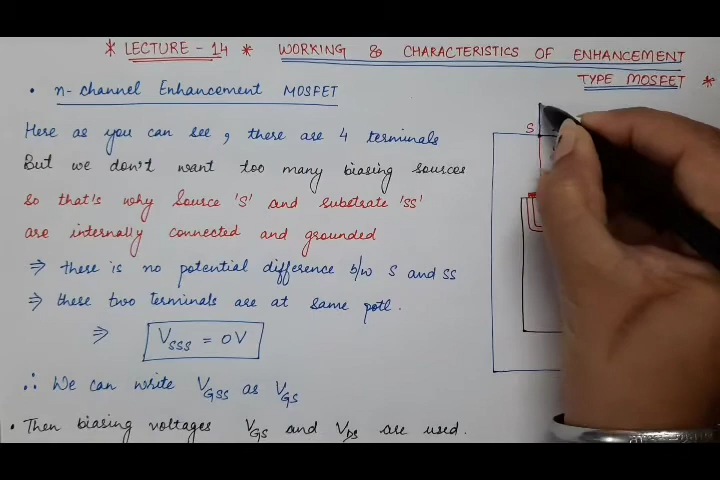 * LECTURE - 14 * WORKING & CHARACTERISTICS OF ENHANCEMENT
TYPE MOSFET *
• n-channel Enhancement MOSFET
Here as you can see, there are 4 terminals
But we don't want too many biasing sources
so that's why Source 'S' and substrate 'SS'
are internally connected and grounded
⇒ there is no potential difference b/w S and SS
⇒ these two terminals are at same potl.
⇒ VSSS = 0V
∴ We can write VGSS as VGS
• Then biasing voltages VGS and VDS are used.
S